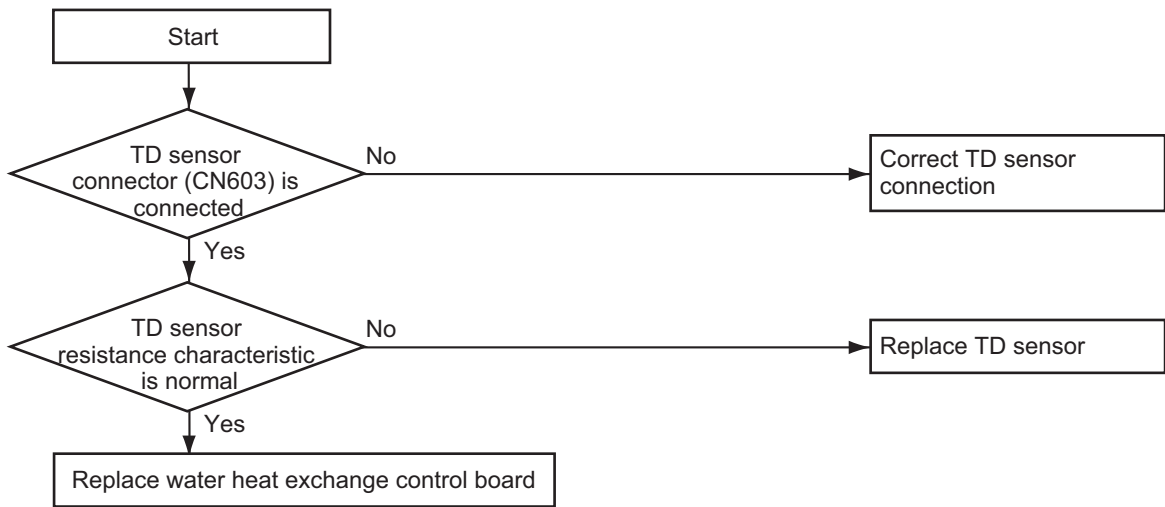 Start
TD sensor
connector (CN603) is
connected
No
Correct TD sensor
connection
Yes
TD sensor
resistance characteristic
is normal
No
Replace TD sensor
Yes
Replace water heat exchange control board